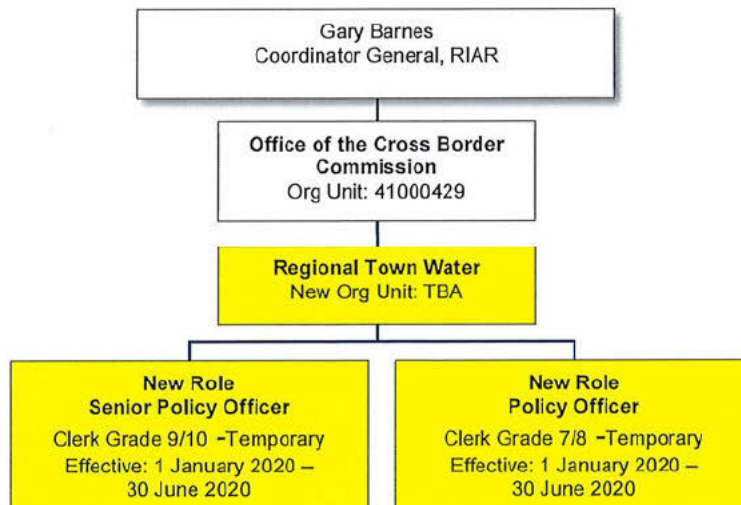 Gary Barnes
Coordinator General, RIAR
Office of the Cross Border
Commission
Org Unit: 41000429
Regional Town Water
New Org Unit: TBA
New Role
Senior Policy Officer
Clerk Grade 9/10 -Temporary
Effective: 1 January 2020 –
30 June 2020
New Role
Policy Officer
Clerk Grade 7/8 -Temporary
Effective: 1 January 2020 –
30 June 2020